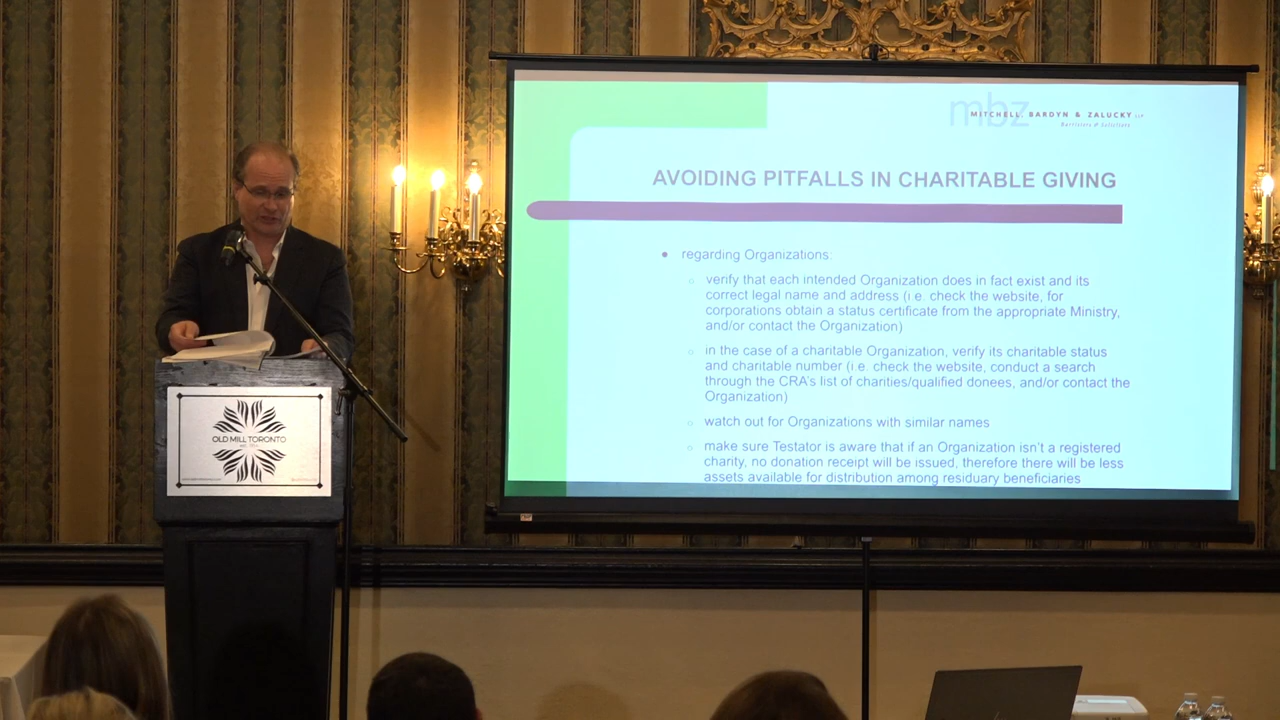 mbz
MITCHELL, BARDYN & ZALUCKY LLP
Barristers & Solicitors
AVOIDING PITFALLS IN CHARITABLE GIVING
regarding Organizations:
verify that each intended Organization does in fact exist and its
correct legal name and address (i.e. check the website, for
corporations obtain a status certificate from the appropriate Ministry,
and/or contact the Organization)
in the case of a charitable Organization, verify its charitable status
and charitable number (i.e. check the website, conduct a search
through the CRA's list of charities/qualified donees, and/or contact the
Organization)
watch out for Organizations with similar names
make sure Testator is aware that if an Organization isn't a registered
charity, no donation receipt will be issued, therefore there will be less
assets available for distribution among residuary beneficiaries
OLD MILL TORONTO